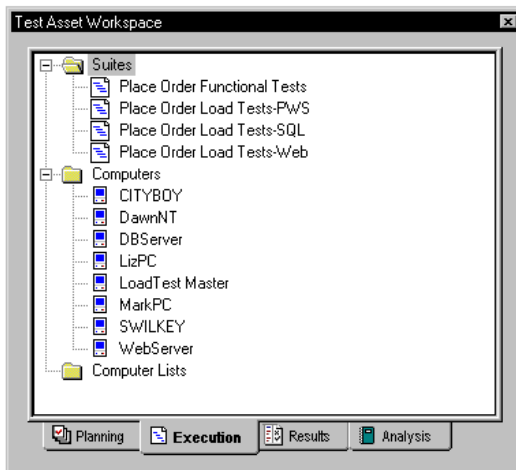 Test Asset Workspace
Suites
Place Order Functional Tests
Place Order Load Tests-PWS
Place Order Load Tests-SQL
Place Order Load Tests-Web
Computers
CITYBOY
DawnNT
DBServer
LizPC
LoadTest Master
MarkPC
SWILKEY
WebServer
Computer Lists
Planning Execution Results Analysis